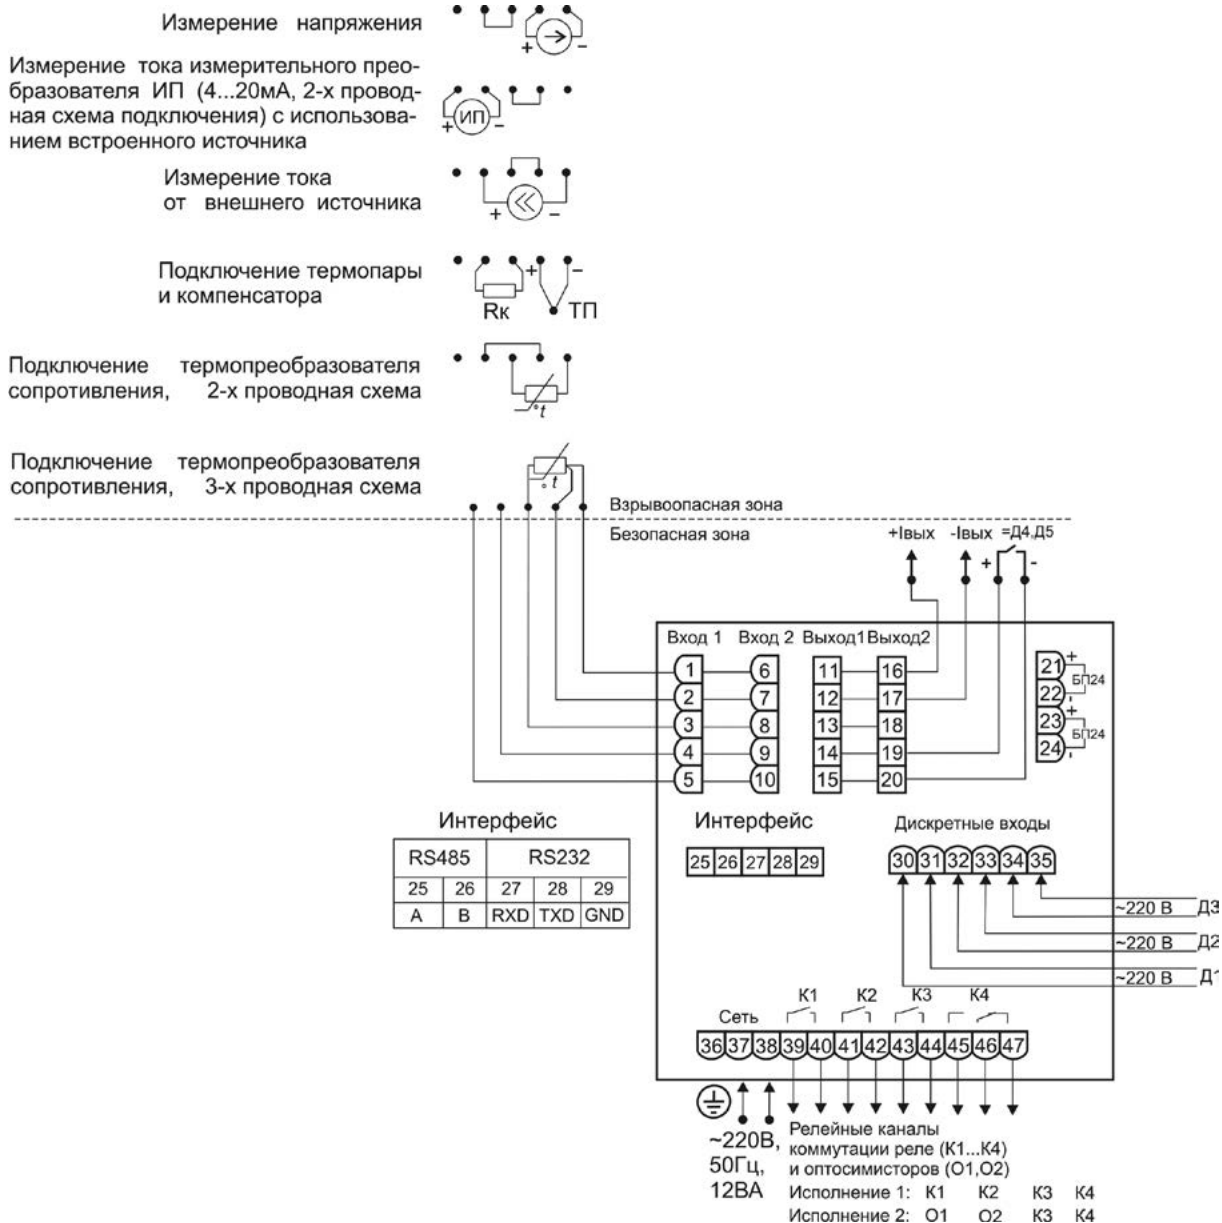 Измерение напряжения
+ −
Измерение тока измерительного прео-
бразователя ИП (4...20мА, 2-х провод-
ная схема подключения) с использова-
нием встроенного источника
+ ИП −
Измерение тока
от внешнего источника
+ −
Подключение термопары
и компенсатора
+ −
Rк ТП
Подключение термопреобразователя
сопротивления, 2-х проводная схема
°t
Подключение термопреобразователя
сопротивления, 3-х проводная схема
°t
Взрывоопасная зона
Безопасная зона
+Iвых -Iвых =Д4,Д5
+ -
Вход 1 Вход 2 Выход1 Выход2
1 6 11 16 21 +
БП24
2 7 12 17 22 -
3 8 13 18 23 +
БП24
4 9 14 19 24 -
5 10 15 20
Интерфейс
RS485 RS232
25 26 27 28 29
A B RXD TXD GND
Интерфейс
25 26 27 28 29
Дискретные входы
30 31 32 33 34 35
~220 В Д3
~220 В Д2
~220 В Д1
Сеть K1 K2 K3 K4
36 37 38 39 40 41 42 43 44 45 46 47
~220В,
50Гц,
12ВА
Релейные каналы
коммутации реле (К1...К4)
и оптосимисторов (О1,О2)
Исполнение 1: К1 К2 К3 К4
Исполнение 2: О1 О2 К3 К4